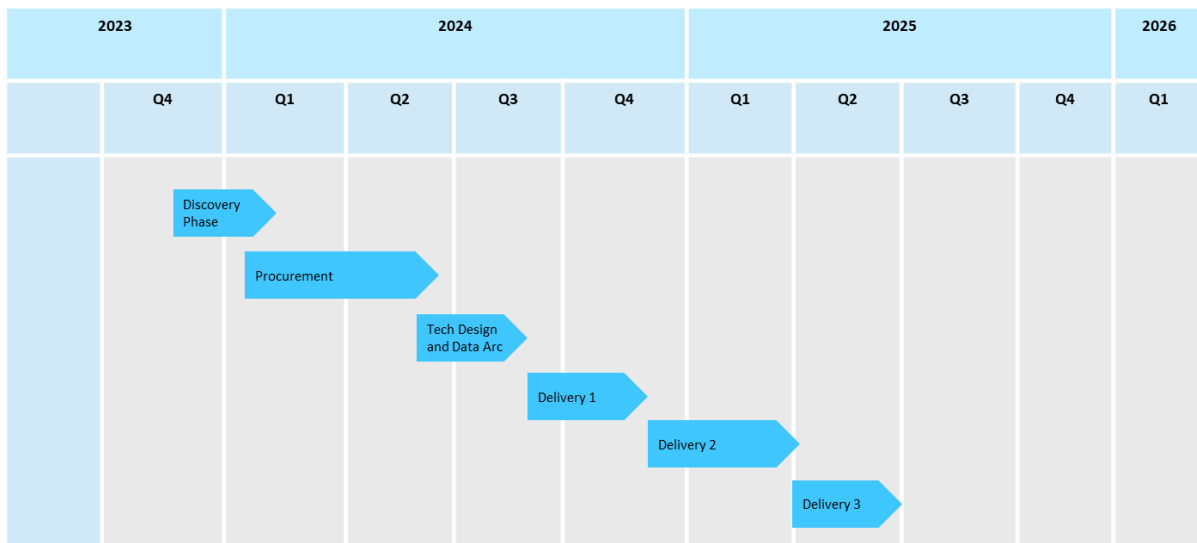 2023 2024 2025 2026
Q4 Q1 Q2 Q3 Q4 Q1 Q2 Q3 Q4 Q1
Discovery
Phase
Procurement
Tech Design
and Data Arc
Delivery 1
Delivery 2
Delivery 3